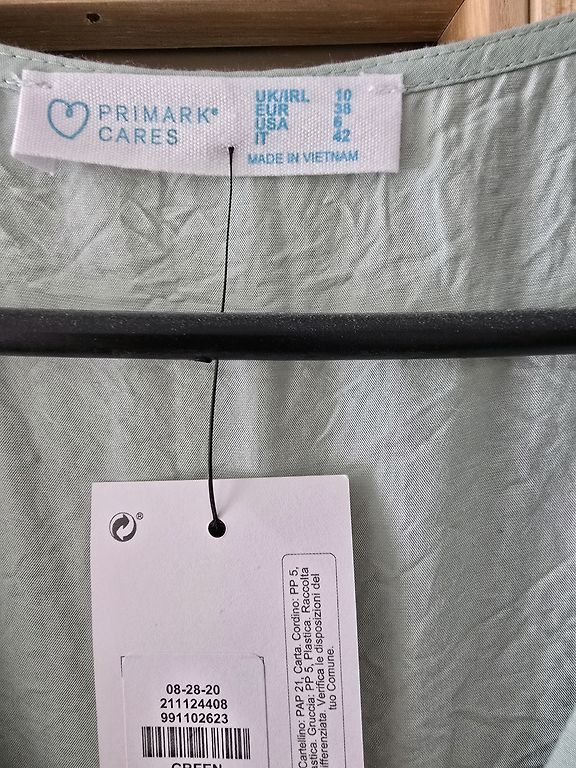 PRIMARK®
CARES
UK/IRL 10
EUR 38
USA 6
IT 42
MADE IN VIETNAM
®
08-28-20
211124408
991102623
GREEN
Cartellino: PAP 21, Carta. Cordino: PP 5,
Plastica. Gruccia: PP 5, Plastica. Raccolta
differenziata. Verifica le disposizioni del
tuo Comune.